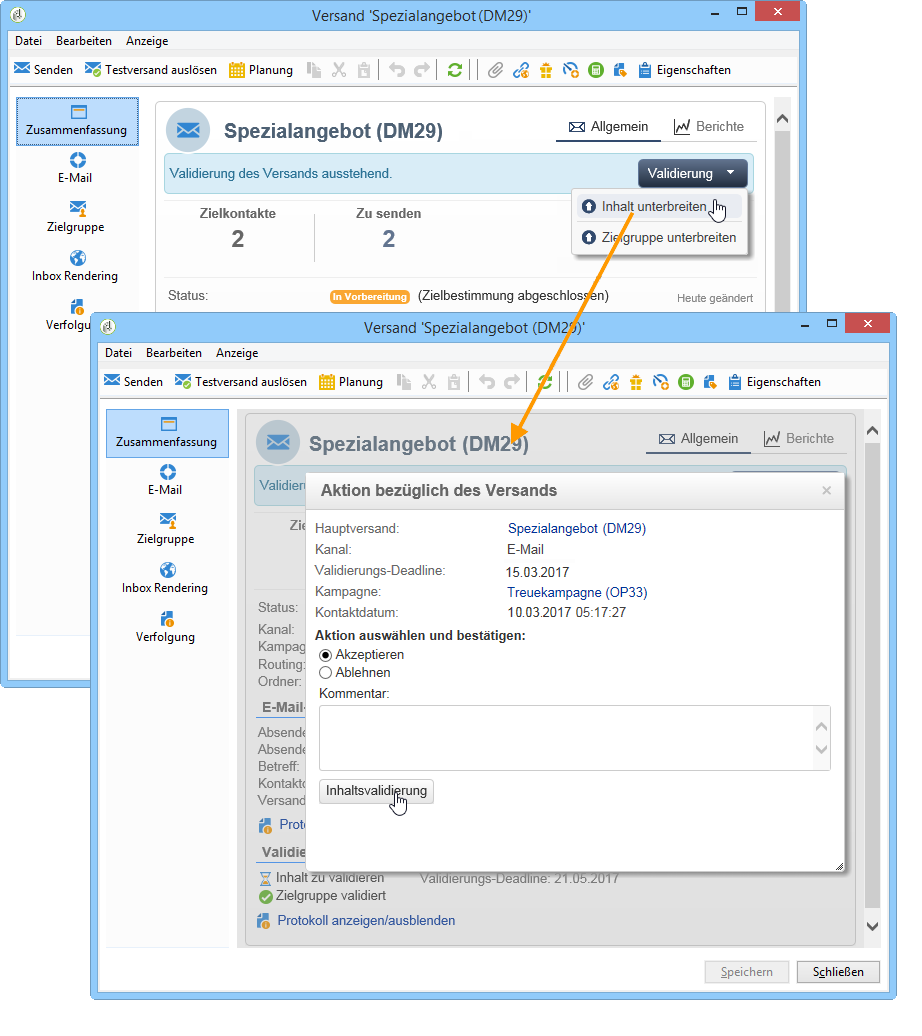 Versand 'Spezialangebot (DM29)'
Datei Bearbeiten Anzeige
Senden Testversand auslösen Planung Eigenschaften
Zusammenfassung
E-Mail
Zielgruppe
Inbox Rendering
Verfolgu
Spezialangebot (DM29)
Allgemein Berichte
Validierung des Versands ausstehend.
Validierung
Inhalt unterbreiten
Zielgruppe unterbreiten
Zielkontakte Zu senden
2 2
Status: In Vorbereitung (Zielbestimmung abgeschlossen) Heute geändert
Versand 'Spezialangebot (DM29)'
Datei Bearbeiten Anzeige
Senden Testversand auslösen Planung Eigenschaften
Zusammenfassung
E-Mail
Zielgruppe
Inbox Rendering
Verfolgung
Spezialangebot (DM29)
Allgemein Berichte
Validieru
Zie
Status:
Kanal:
Kampag
Routing:
Ordner:
E-Mail-
Absende
Absende
Betreff:
Kontaktd
Versand
Proto
Validie
Aktion bezüglich des Versands
Hauptversand: Spezialangebot (DM29)
Kanal: E-Mail
Validierungs-Deadline: 15.03.2017
Kampagne: Treuekampagne (OP33)
Kontaktdatum: 10.03.2017 05:17:27
Aktion auswählen und bestätigen:
Akzeptieren
Ablehnen
Kommentar:
Inhaltsvalidierung
Inhalt zu validieren Validierungs-Deadline: 21.05.2017
Zielgruppe validiert
Protokoll anzeigen/ausblenden
Speichern Schließen